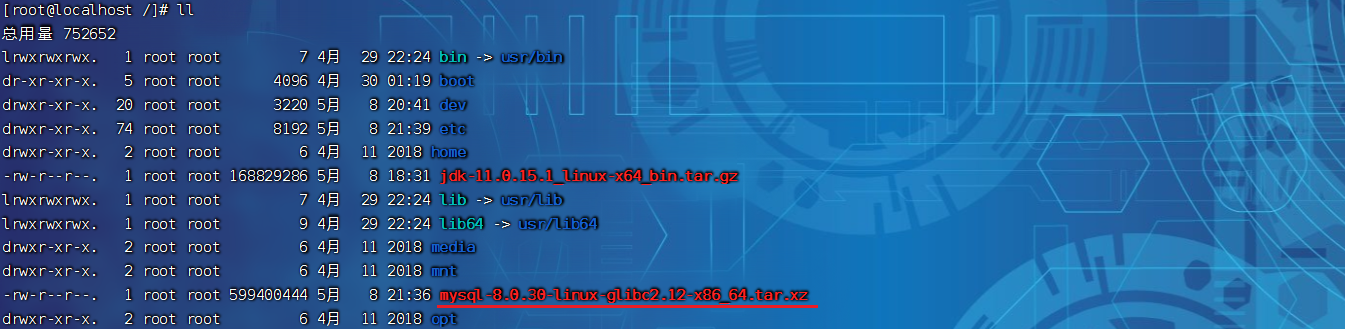 [root@localhost /]# ll
总用量 752652
lrwxrwxrwx.   1 root root         7 4月  29 22:24 bin -> usr/bin
dr-xr-xr-x.   5 root root      4096 4月  30 01:19 boot
drwxr-xr-x.  20 root root      3220 5月   8 20:41 dev
drwxr-xr-x.  74 root root      8192 5月   8 21:39 etc
drwxr-xr-x.   2 root root         6 4月  11 2018 home
-rw-r--r--.   1 root root 168829286 5月   8 18:31 jdk-11.0.15.1_linux-x64_bin.tar.gz
lrwxrwxrwx.   1 root root         7 4月  29 22:24 lib -> usr/lib
lrwxrwxrwx.   1 root root         9 4月  29 22:24 lib64 -> usr/lib64
drwxr-xr-x.   2 root root         6 4月  11 2018 media
drwxr-xr-x.   2 root root         6 4月  11 2018 mnt
-rw-r--r--.   1 root root 599400444 5月   8 21:36 mysql-8.0.30-linux-glibc2.12-x86_64.tar.xz
drwxr-xr-x.   2 root root         6 4月  11 2018 opt